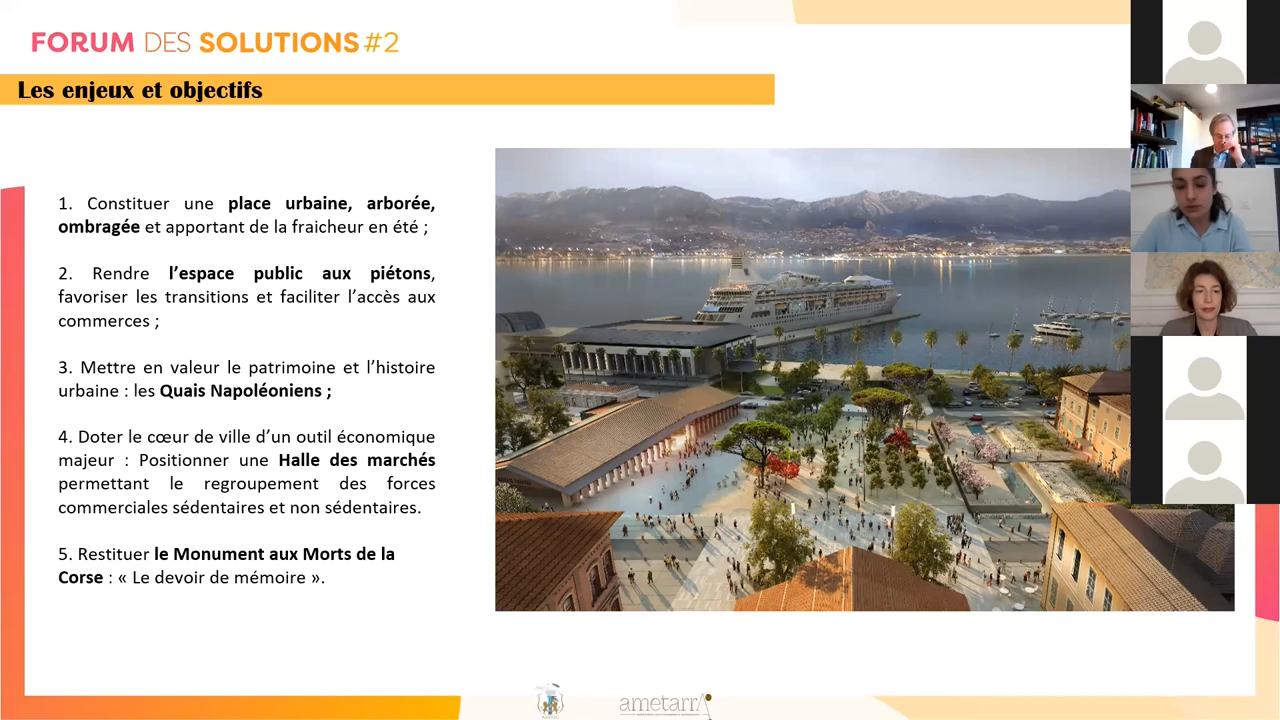 FORUM DES SOLUTIONS #2
Les enjeux et objectifs
1. Constituer une place urbaine, arborée,
ombragée et apportant de la fraicheur en été ;
2. Rendre l’espace public aux piétons,
favoriser les transitions et faciliter l’accès aux
commerces ;
3. Mettre en valeur le patrimoine et l’histoire
urbaine : les Quais Napoléoniens ;
4. Doter le cœur de ville d’un outil économique
majeur : Positionner une Halle des marchés
permettant le regroupement des forces
commerciales sédentaires et non sédentaires.
5. Restituer le Monument aux Morts de la
Corse : « Le devoir de mémoire ».
ametarrA